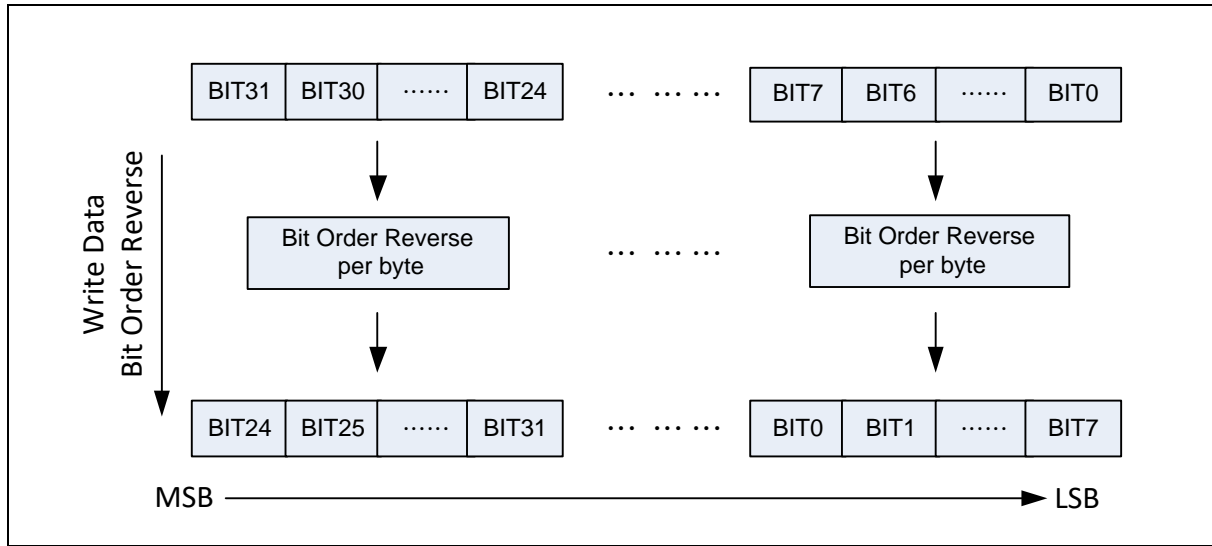 BIT31 BIT30 ······ BIT24 ··· ··· ··· BIT7 BIT6 ······ BIT0
Write Data
Bit Order Reverse
Bit Order Reverse
per byte
··· ··· ···
Bit Order Reverse
per byte
BIT24 BIT25 ······ BIT31 ··· ··· ··· BIT0 BIT1 ······ BIT7
MSB LSB